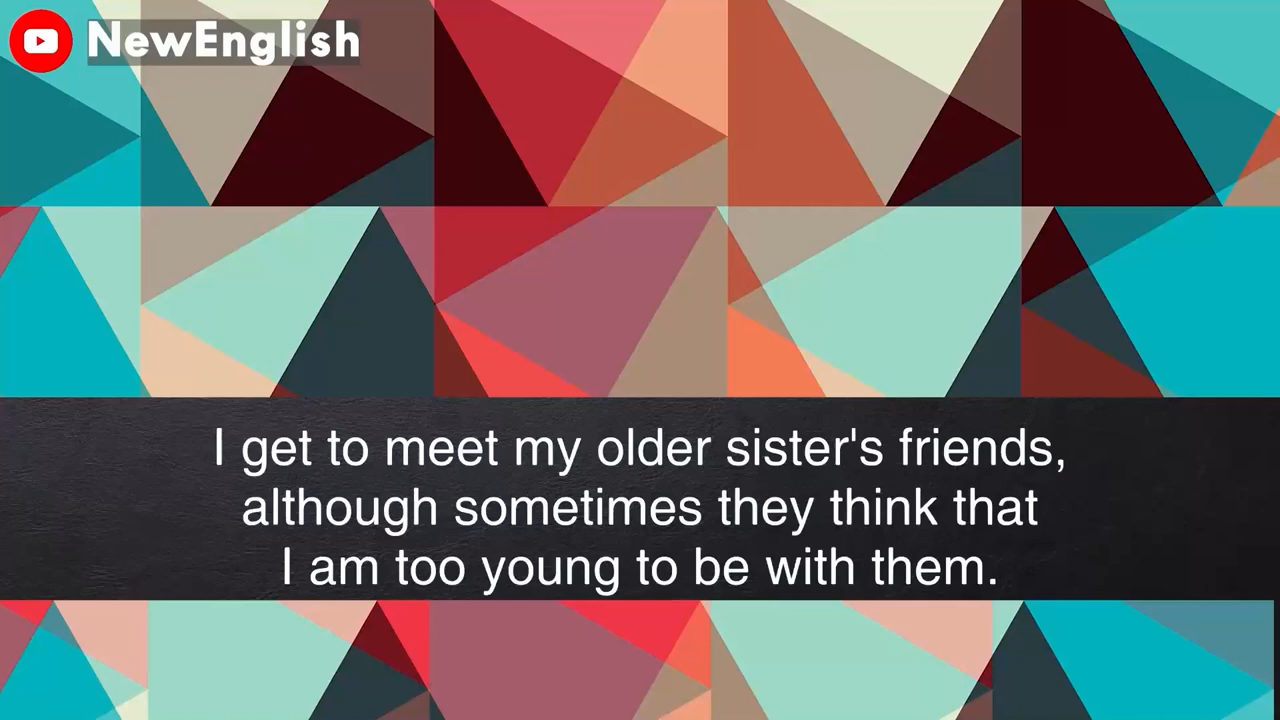 NewEnglish
I get to meet my older sister's friends,
although sometimes they think that
I am too young to be with them.